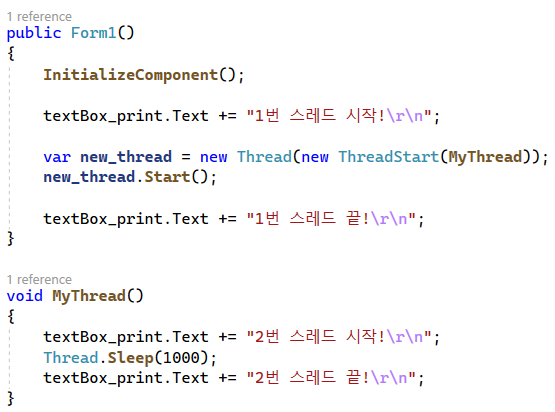 1 reference
public Form1()
{
InitializeComponent();
textBox_print.Text += "1번 스레드 시작!\r\n";
var new_thread = new Thread(new ThreadStart(MyThread));
new_thread.Start();
textBox_print.Text += "1번 스레드 끝!\r\n";
}
1 reference
void MyThread()
{
textBox_print.Text += "2번 스레드 시작!\r\n";
Thread.Sleep(1000);
textBox_print.Text += "2번 스레드 끝!\r\n";
}